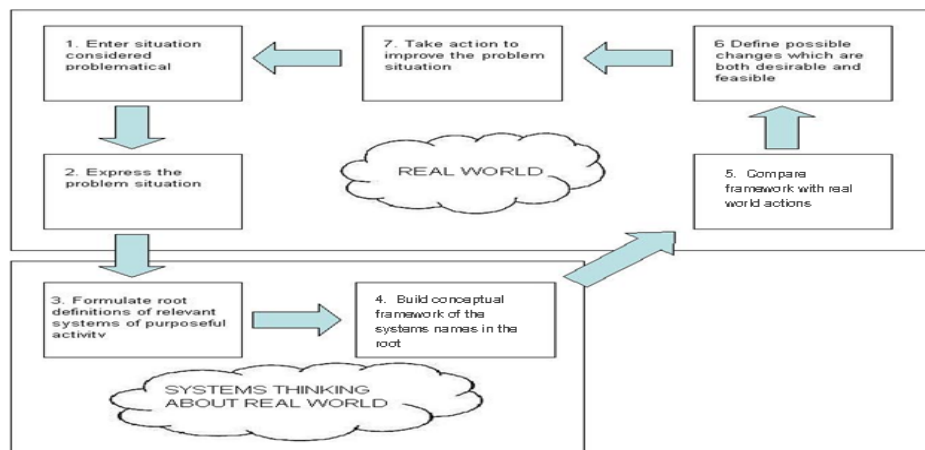 1. Enter situation
considered
problematical
7. Take action to
improve the problem
situation
6 Define possible
changes which are
both desirable and
feasible
2. Express the
problem situation
REAL WORLD
5. Compare
framework with real
world actions
3. Formulate root
definitions of relevant
systems of purposeful
activity
4. Build conceptual
framework of the
systems names in the
root
SYSTEMS THINKING
ABOUT REAL WORLD